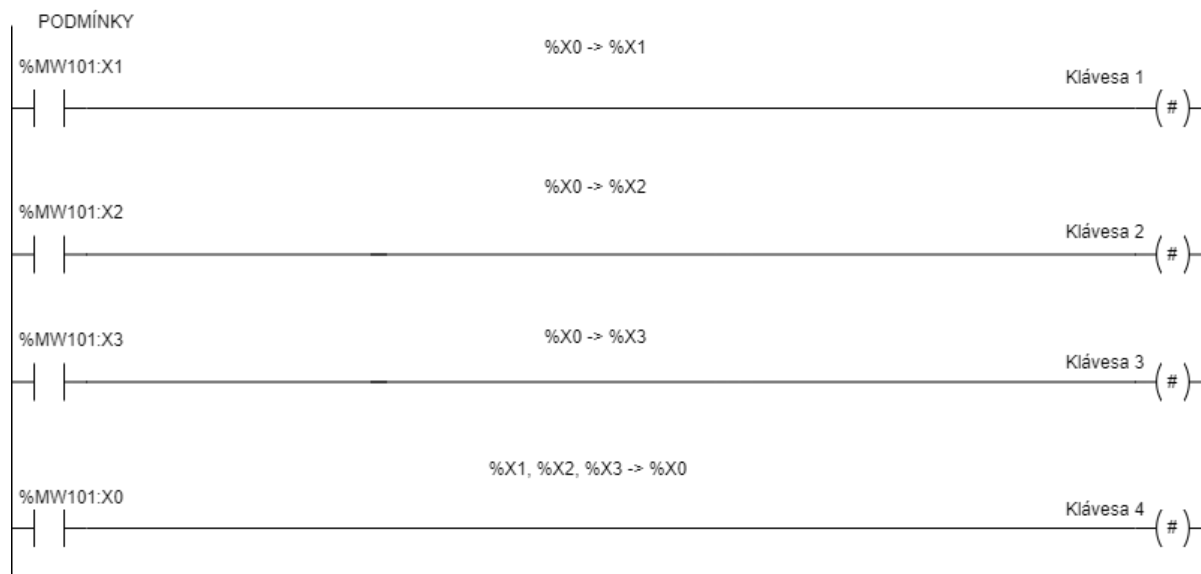 PODMÍNKY
%X0 -> %X1
%MW101:X1
Klávesa 1
#
%X0 -> %X2
%MW101:X2
Klávesa 2
#
%X0 -> %X3
%MW101:X3
Klávesa 3
#
%X1, %X2, %X3 -> %X0
%MW101:X0
Klávesa 4
#